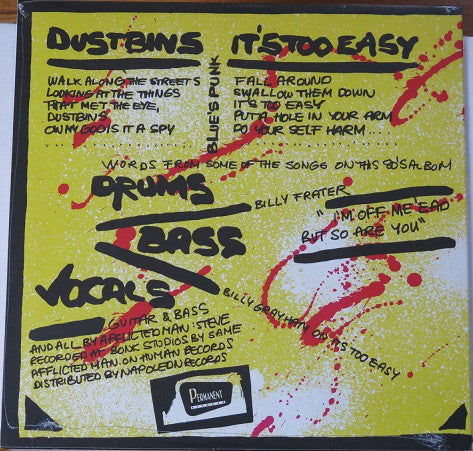 DUSTBINS
WALK ALONG THE STREETS
LOOKING AT THE THINGS
THAT MET THE EYE,
DUSTBINS
OH MY GOD IS IT A SPY
BLUE'S PUNK
IT'S TOO EASY
FALL AROUND
SWALLOW THEM DOWN
IT'S TOO EASY
PUT A HOLE IN YOUR ARM
DO YOUR SELF HARM...
WORDS FROM SOME OF THE SONGS ON THIS 80'S ALBUM
DRUMS
BILLY FRATER
"I'M OFF ME 'EAD
BUT SO ARE YOU"
BASS
BILLY GRAYHAM ON IT'S TOO EASY
VOCALS
GUITAR & BASS
AND ALL BY AFFLICTED MAN: STEVE
RECORDED AT BONK STUDIOS BY SAME
AFFLICTED MAN ON HUMAN RECORDS
DISTRIBUTED BY NAPOLEON RECORDS
PERMANENT
RECORDS